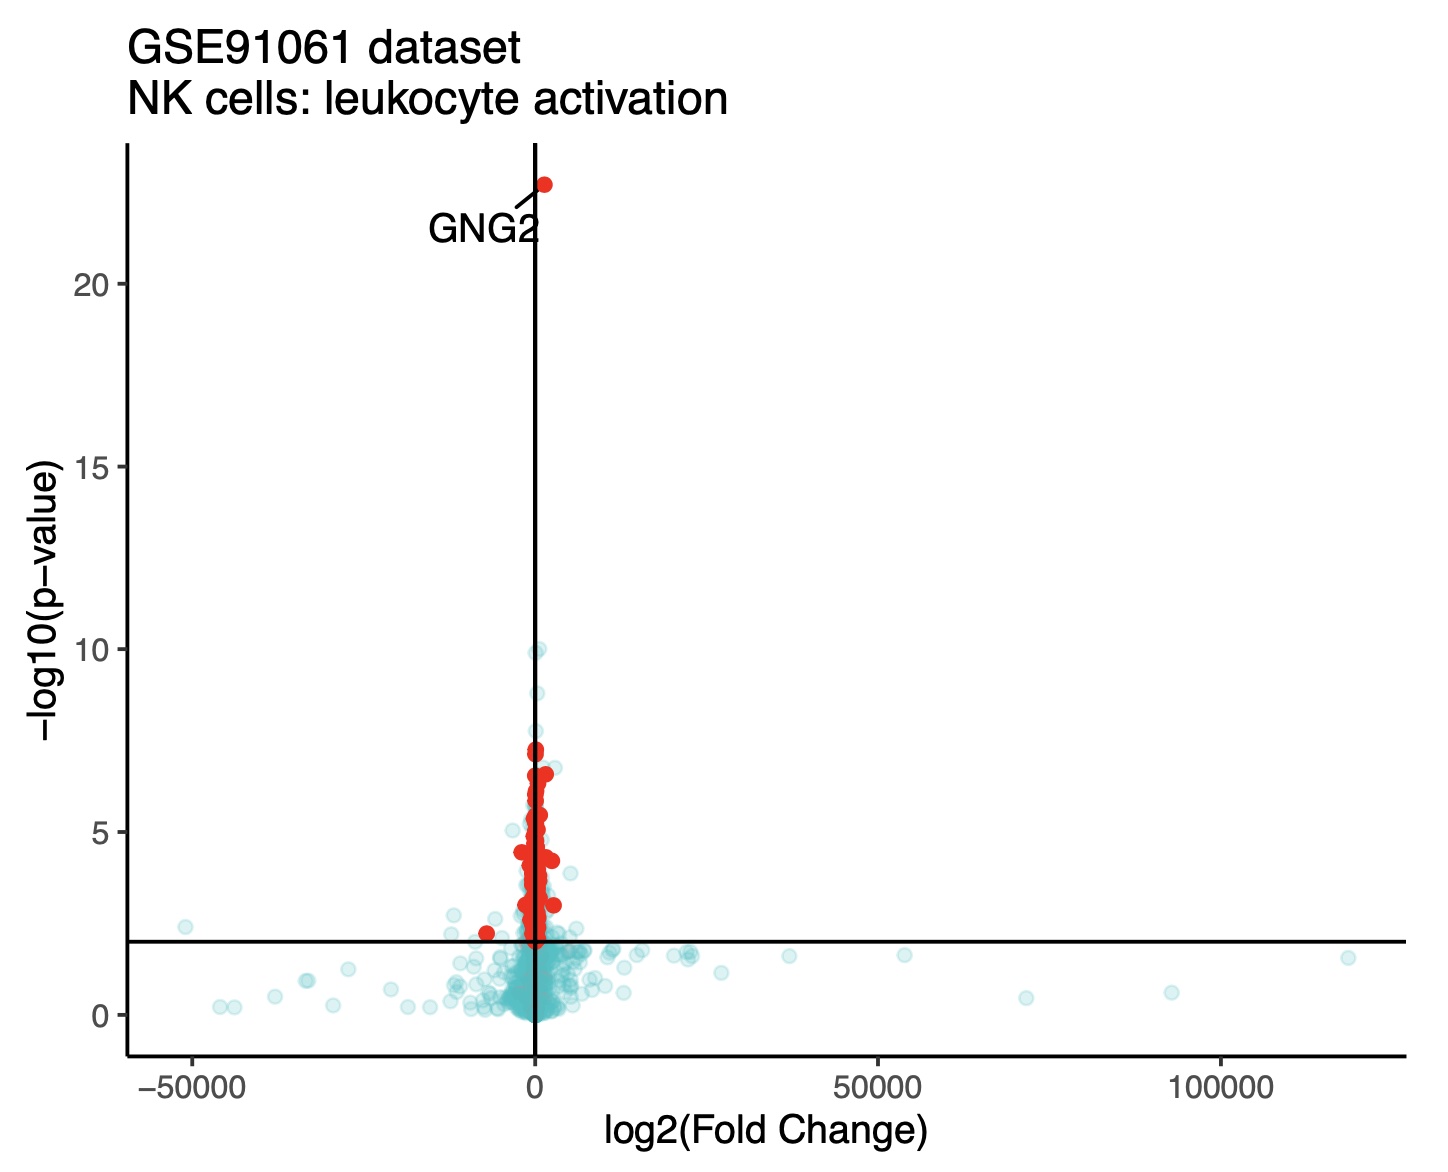 GSE91061 dataset
NK cells: leukocyte activation
GNG2
20
15
10
5
0
−log10(p−value)
−50000
0
50000
100000
log2(Fold Change)